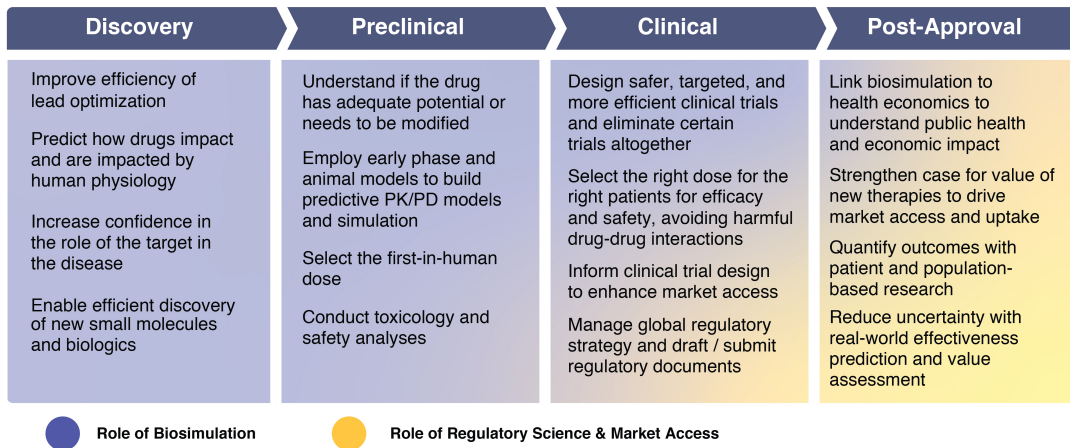 Discovery
Preclinical
Clinical
Post-Approval
Improve efficiency of
lead optimization
Predict how drugs impact
and are impacted by
human physiology
Increase confidence in
the role of the target in
the disease
Enable efficient discovery
of new small molecules
and biologics
Understand if the drug
has adequate potential or
needs to be modified
Employ early phase and
animal models to build
predictive PK/PD models
and simulation
Select the first-in-human
dose
Conduct toxicology and
safety analyses
Design safer, targeted, and
more efficient clinical trials
and eliminate certain
trials altogether
Select the right dose for the
right patients for efficacy
and safety, avoiding harmful
drug-drug interactions
Inform clinical trial design
to enhance market access
Manage global regulatory
strategy and draft / submit
regulatory documents
Link biosimulation to
health economics to
understand public health
and economic impact
Strengthen case for value of
new therapies to drive
market access and uptake
Quantify outcomes with
patient and population-
based research
Reduce uncertainty with
real-world effectiveness
prediction and value
assessment
Role of Biosimulation
Role of Regulatory Science & Market Access